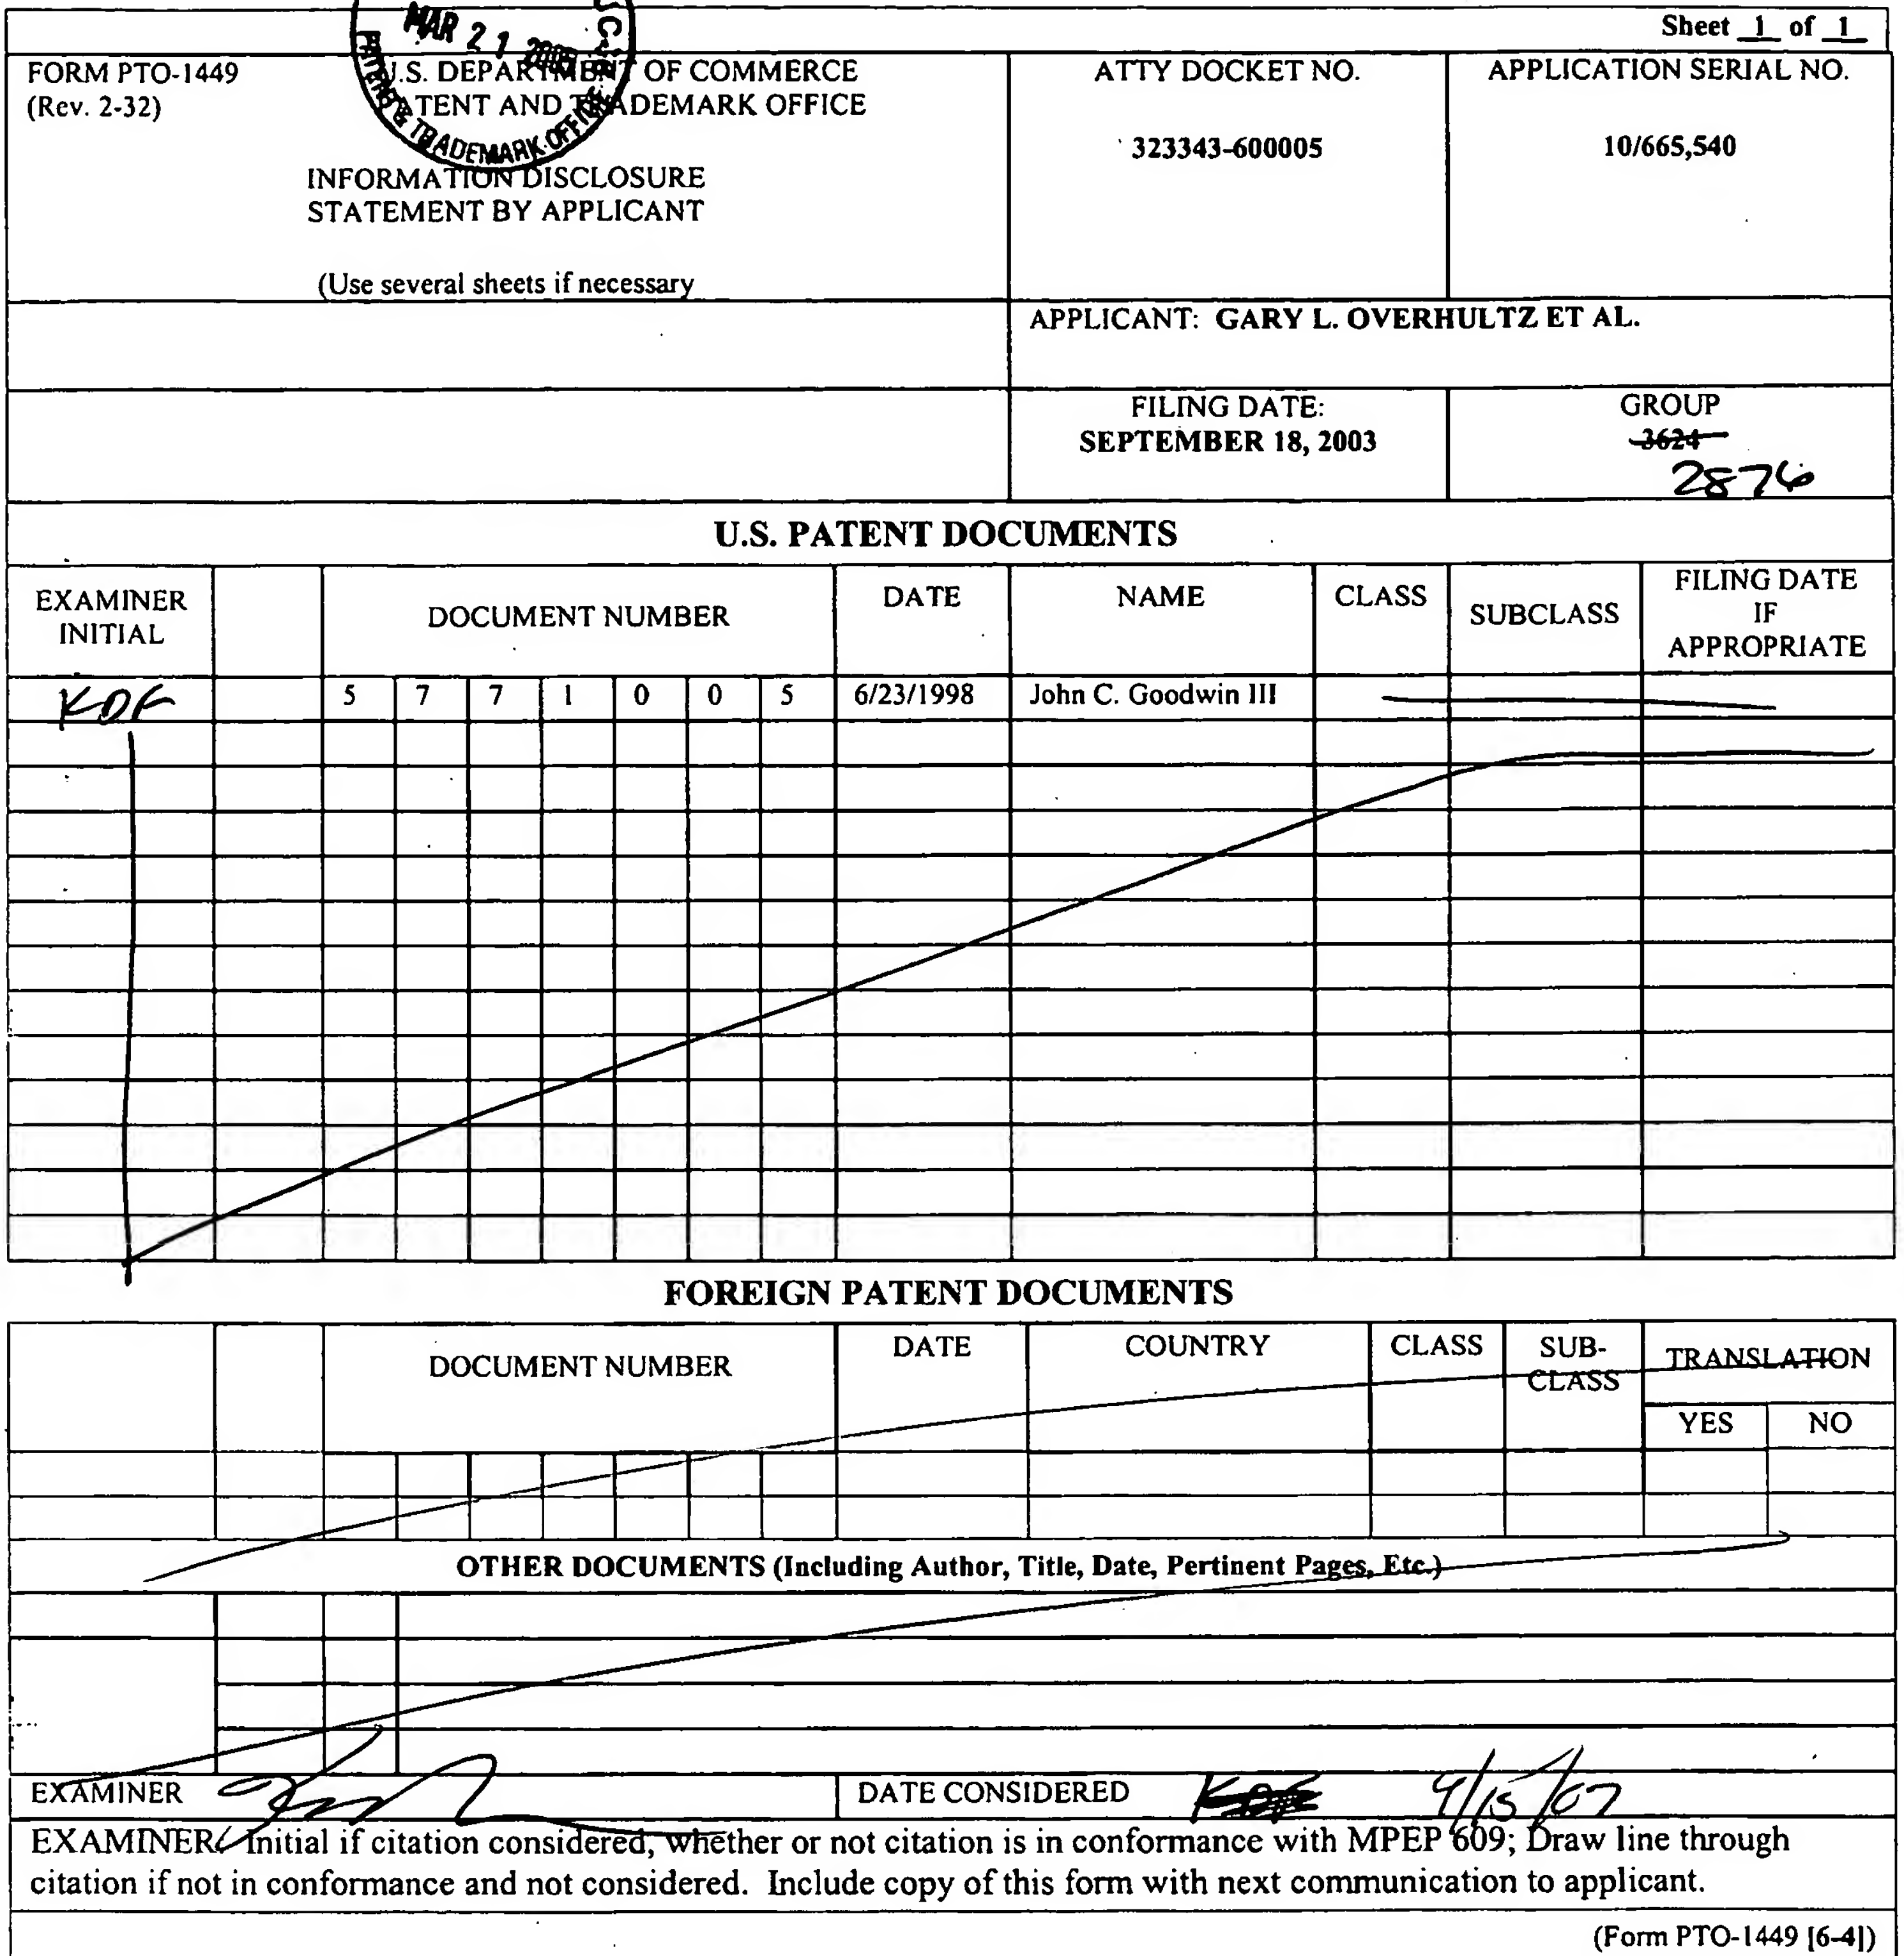 Sheet 1 of 1
FORM PTO-1449
(Rev. 2-32)
MAR 21
PATENT & TRADEMARK OFFICE
U.S. DEPARTMENT OF COMMERCE
PATENT AND TRADEMARK OFFICE
INFORMATION DISCLOSURE
STATEMENT BY APPLICANT
(Use several sheets if necessary
ATTY DOCKET NO.
323343-600005
APPLICATION SERIAL NO.
10/665,540
APPLICANT: GARY L. OVERHULTZ ET AL.
FILING DATE:
SEPTEMBER 18, 2003
GROUP
3624
2876
U.S. PATENT DOCUMENTS
EXAMINER
INITIAL
DOCUMENT NUMBER
DATE
NAME
CLASS
SUBCLASS
FILING DATE
IF
APPROPRIATE
KDF 5 7 7 1 0 0 5 6/23/1998 John C. Goodwin III
FOREIGN PATENT DOCUMENTS
DOCUMENT NUMBER
DATE
COUNTRY
CLASS
SUB-
CLASS
TRANSLATION
YES NO
OTHER DOCUMENTS (Including Author, Title, Date, Pertinent Pages, Etc.)
EXAMINER
DATE CONSIDERED 9/15/07
EXAMINER: Initial if citation considered, whether or not citation is in conformance with MPEP 609; Draw line through
citation if not in conformance and not considered. Include copy of this form with next communication to applicant.
(Form PTO-1449 [6-4])